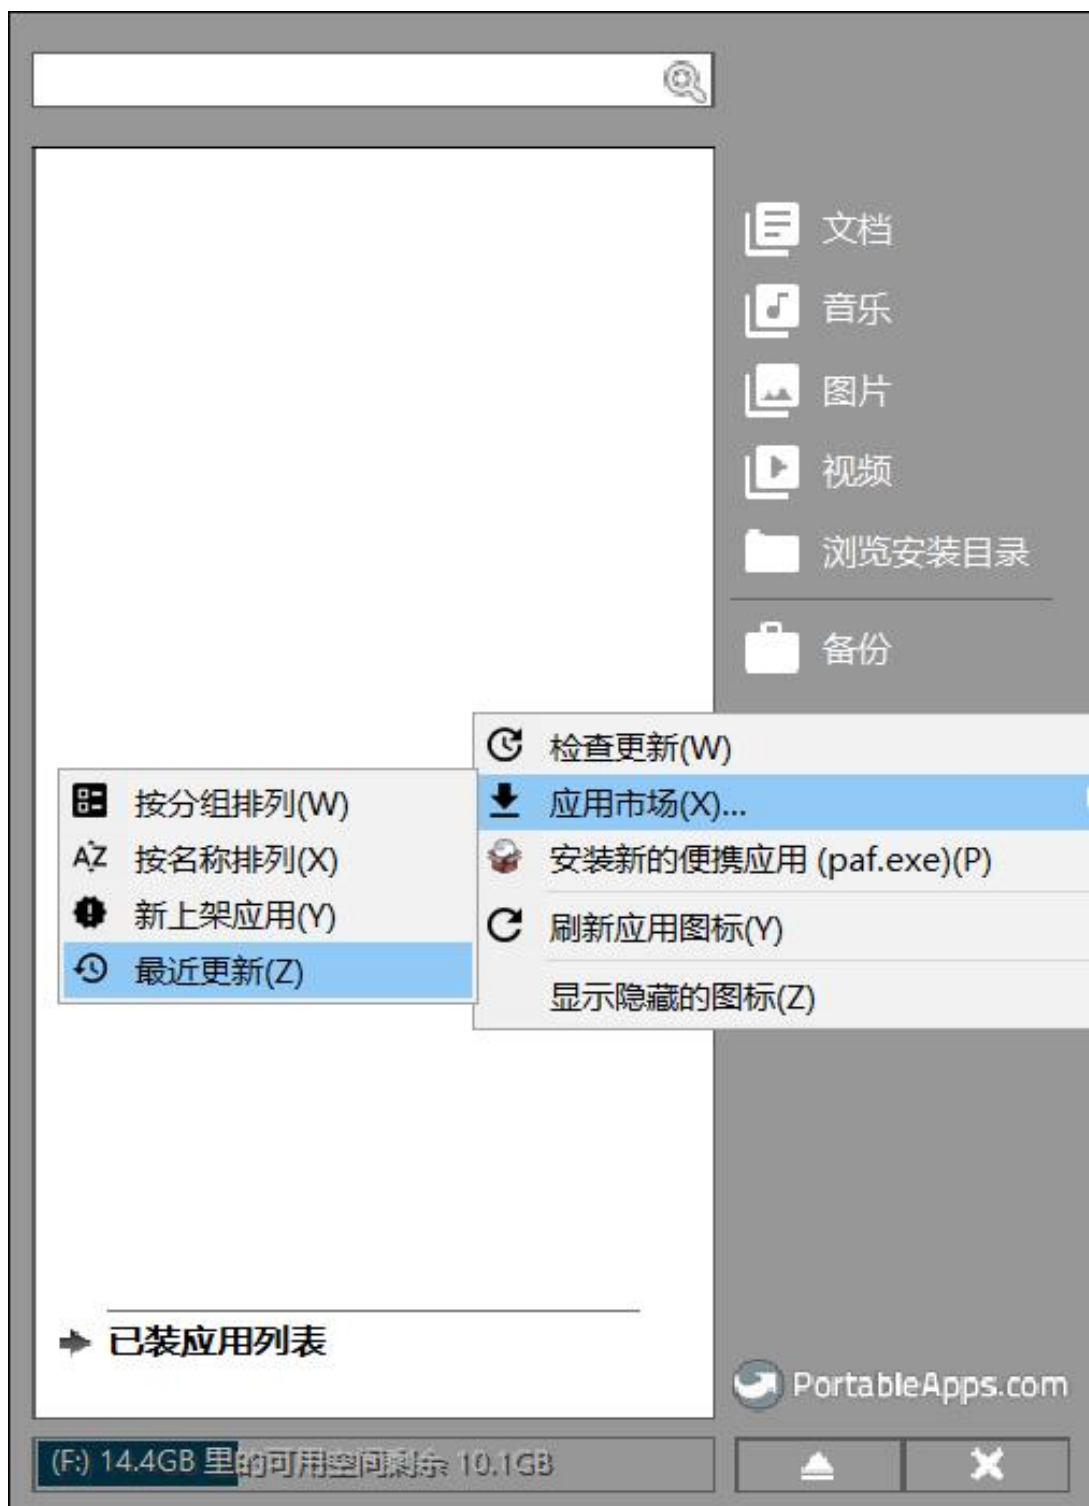 文档
音乐
图片
视频
浏览安装目录
备份
检查更新(W)
应用市场(X)...
安装新的便携应用 (paf.exe)(P)
刷新应用图标(Y)
显示隐藏的图标(Z)
按分组排列(W)
按名称排列(X)
新上架应用(Y)
最近更新(Z)
已装应用列表
PortableApps.com
(F:) 14.4GB 里的可用空间剩余 10.1GB